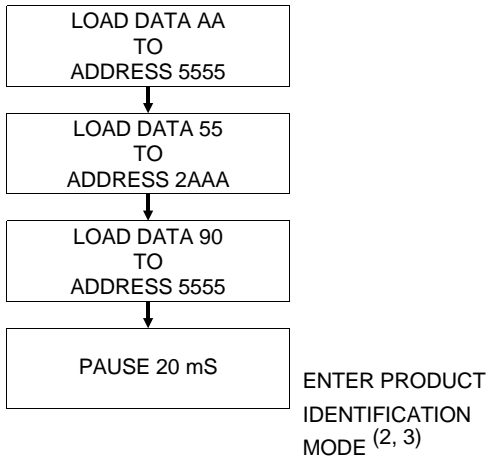 LOAD DATA AA
TO
ADDRESS 5555
LOAD DATA 55
TO
ADDRESS 2AAA
LOAD DATA 90
TO
ADDRESS 5555
PAUSE 20 mS
ENTER PRODUCT
IDENTIFICATION
MODE (2, 3)